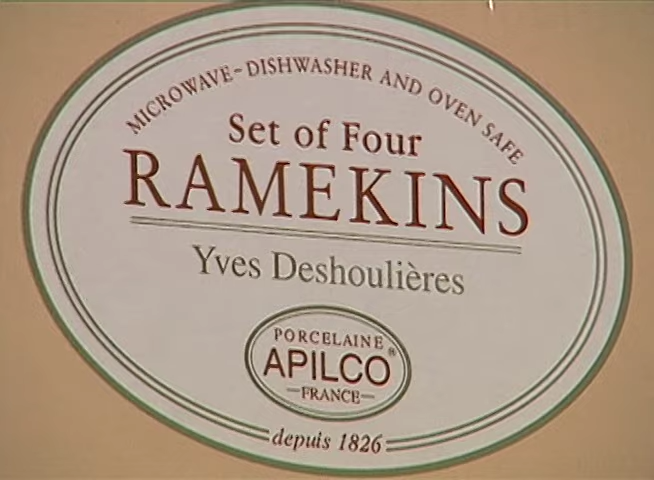 MICROWAVE-DISHWASHER AND OVEN SAFE
Set of Four
RAMEKINS
Yves Deshoulières
PORCELAINE
APILCO®
—FRANCE—
depuis 1826